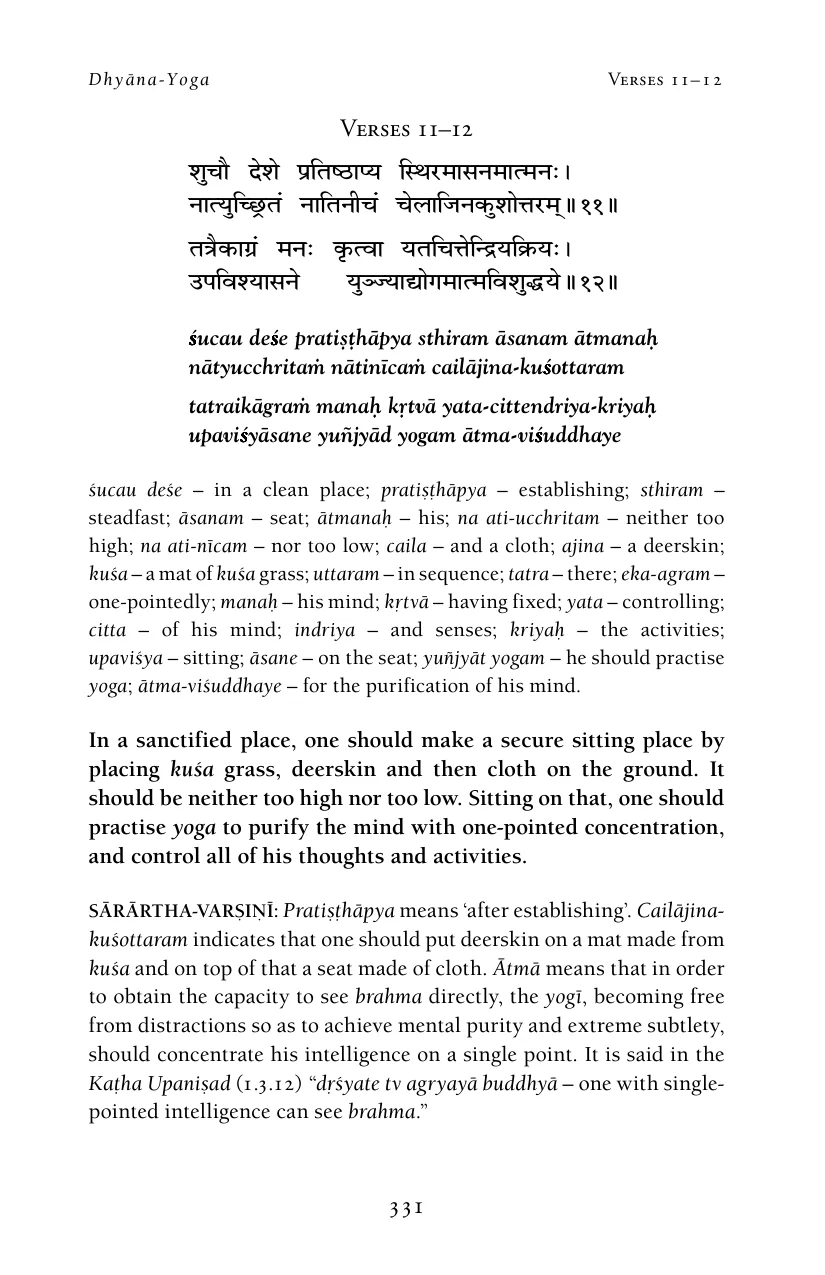 Dhyāna-Yoga Verses 11–12
Verses 11–12
शुचौ देशे प्रतिष्ठाप्य स्थिरमासनमात्मनः।
नात्युच्छ्रितं नातिनीचं चेलाजिनकुशोत्तरम्॥११॥
तत्रैकाग्रं मनः कृत्वा यतचित्तेन्द्रियक्रियः।
उपविश्यासने युञ्ज्याद्योगमात्मविशुद्धये॥१२॥
śucau deśe pratiṣṭhāpya sthiram āsanam ātmanaḥ
nātyucchritaṁ nātinīcaṁ cailājina-kuśottaram
tatraikāgraṁ manaḥ kṛtvā yata-cittendriya-kriyaḥ
upaviśyāsane yuñjyād yogam ātma-viśuddhaye
śucau deśe – in a clean place; pratiṣṭhāpya – establishing; sthiram –
steadfast; āsanam – seat; ātmanaḥ – his; na ati-ucchritam – neither too
high; na ati-nīcam – nor too low; caila – and a cloth; ajina – a deerskin;
kuśa – a mat of kuśa grass; uttaram – in sequence; tatra – there; eka-agram –
one-pointedly; manaḥ – his mind; kṛtvā – having fixed; yata – controlling;
citta – of his mind; indriya – and senses; kriyaḥ – the activities;
upaviśya – sitting; āsane – on the seat; yuñjyāt yogam – he should practise
yoga; ātma-viśuddhaye – for the purification of his mind.
In a sanctified place, one should make a secure sitting place by
placing kuśa grass, deerskin and then cloth on the ground. It
should be neither too high nor too low. Sitting on that, one should
practise yoga to purify the mind with one-pointed concentration,
and control all of his thoughts and activities.
SĀRĀRTHA-VARṢIṆĪ: Pratiṣṭhāpya means ‘after establishing’. Cailājina-
kuśottaram indicates that one should put deerskin on a mat made from
kuśa and on top of that a seat made of cloth. Ātmā means that in order
to obtain the capacity to see brahma directly, the yogī, becoming free
from distractions so as to achieve mental purity and extreme subtlety,
should concentrate his intelligence on a single point. It is said in the
Kaṭha Upaniṣad (1.3.12) “dṛśyate tv agryayā buddhyā – one with single-
pointed intelligence can see brahma.”
331